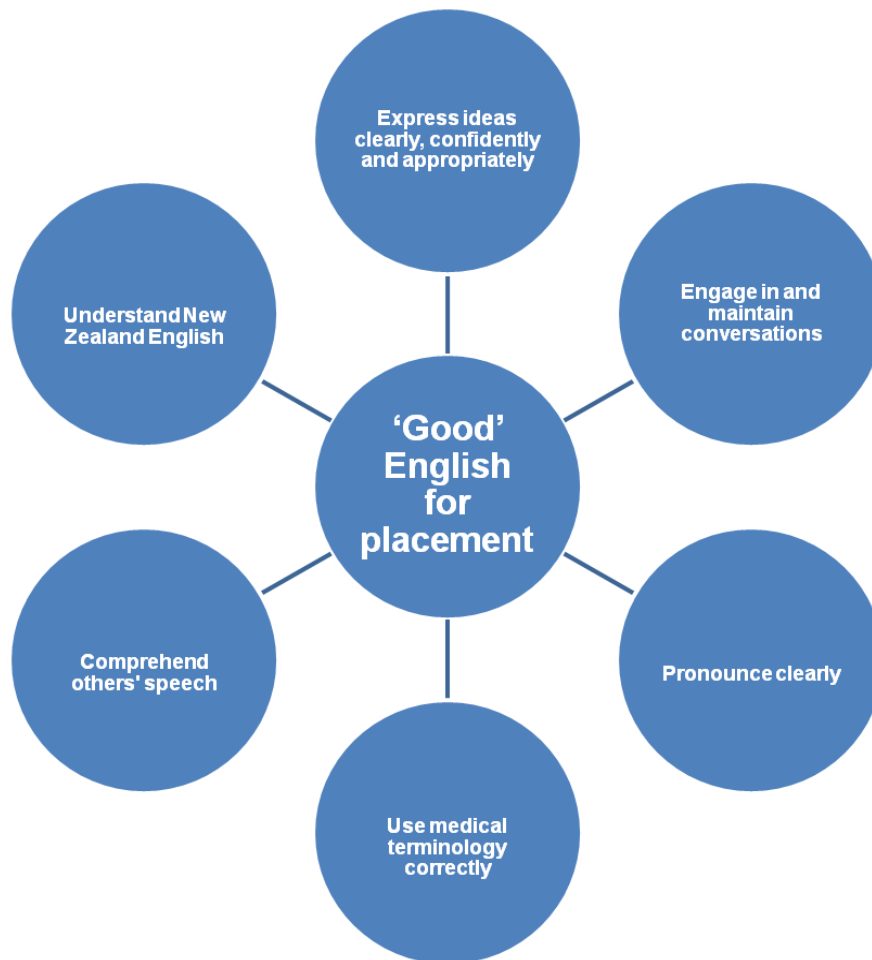 Express ideas
clearly, confidently
and appropriately
Engage in and
maintain
conversations
Pronounce clearly
Use medical
terminology
correctly
Comprehend
others' speech
Understand New
Zealand English
‘Good’
English
for
placement